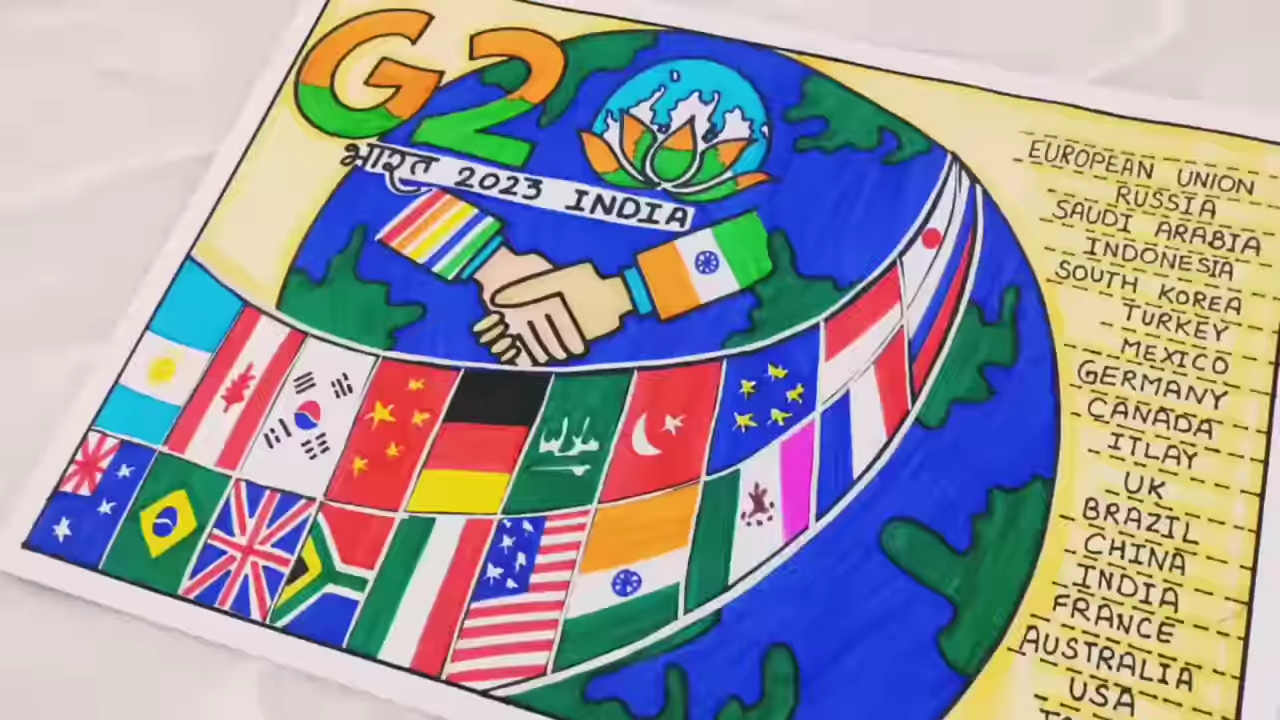 G2
भारत 2023 INDIA
EUROPEAN UNION
RUSSIA
SAUDI ARABIA
INDONESIA
SOUTH KOREA
TURKEY
MEXICO
GERMANY
CANADA
ITLAY
UK
BRAZIL
CHINA
INDIA
FRANCE
AUSTRALIA
USA